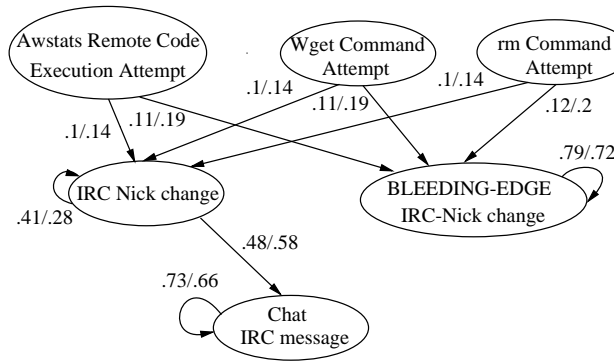 Awstats Remote Code
Execution Attempt
Wget Command
Attempt
rm Command
Attempt
.1/.14
.11/.19
.1/.14
.11/.19
.1/.14
.12/.2
.79/.72
IRC Nick change
BLEEDING-EDGE
IRC-Nick change
.41/.28
.48/.58
.73/.66
Chat
IRC message